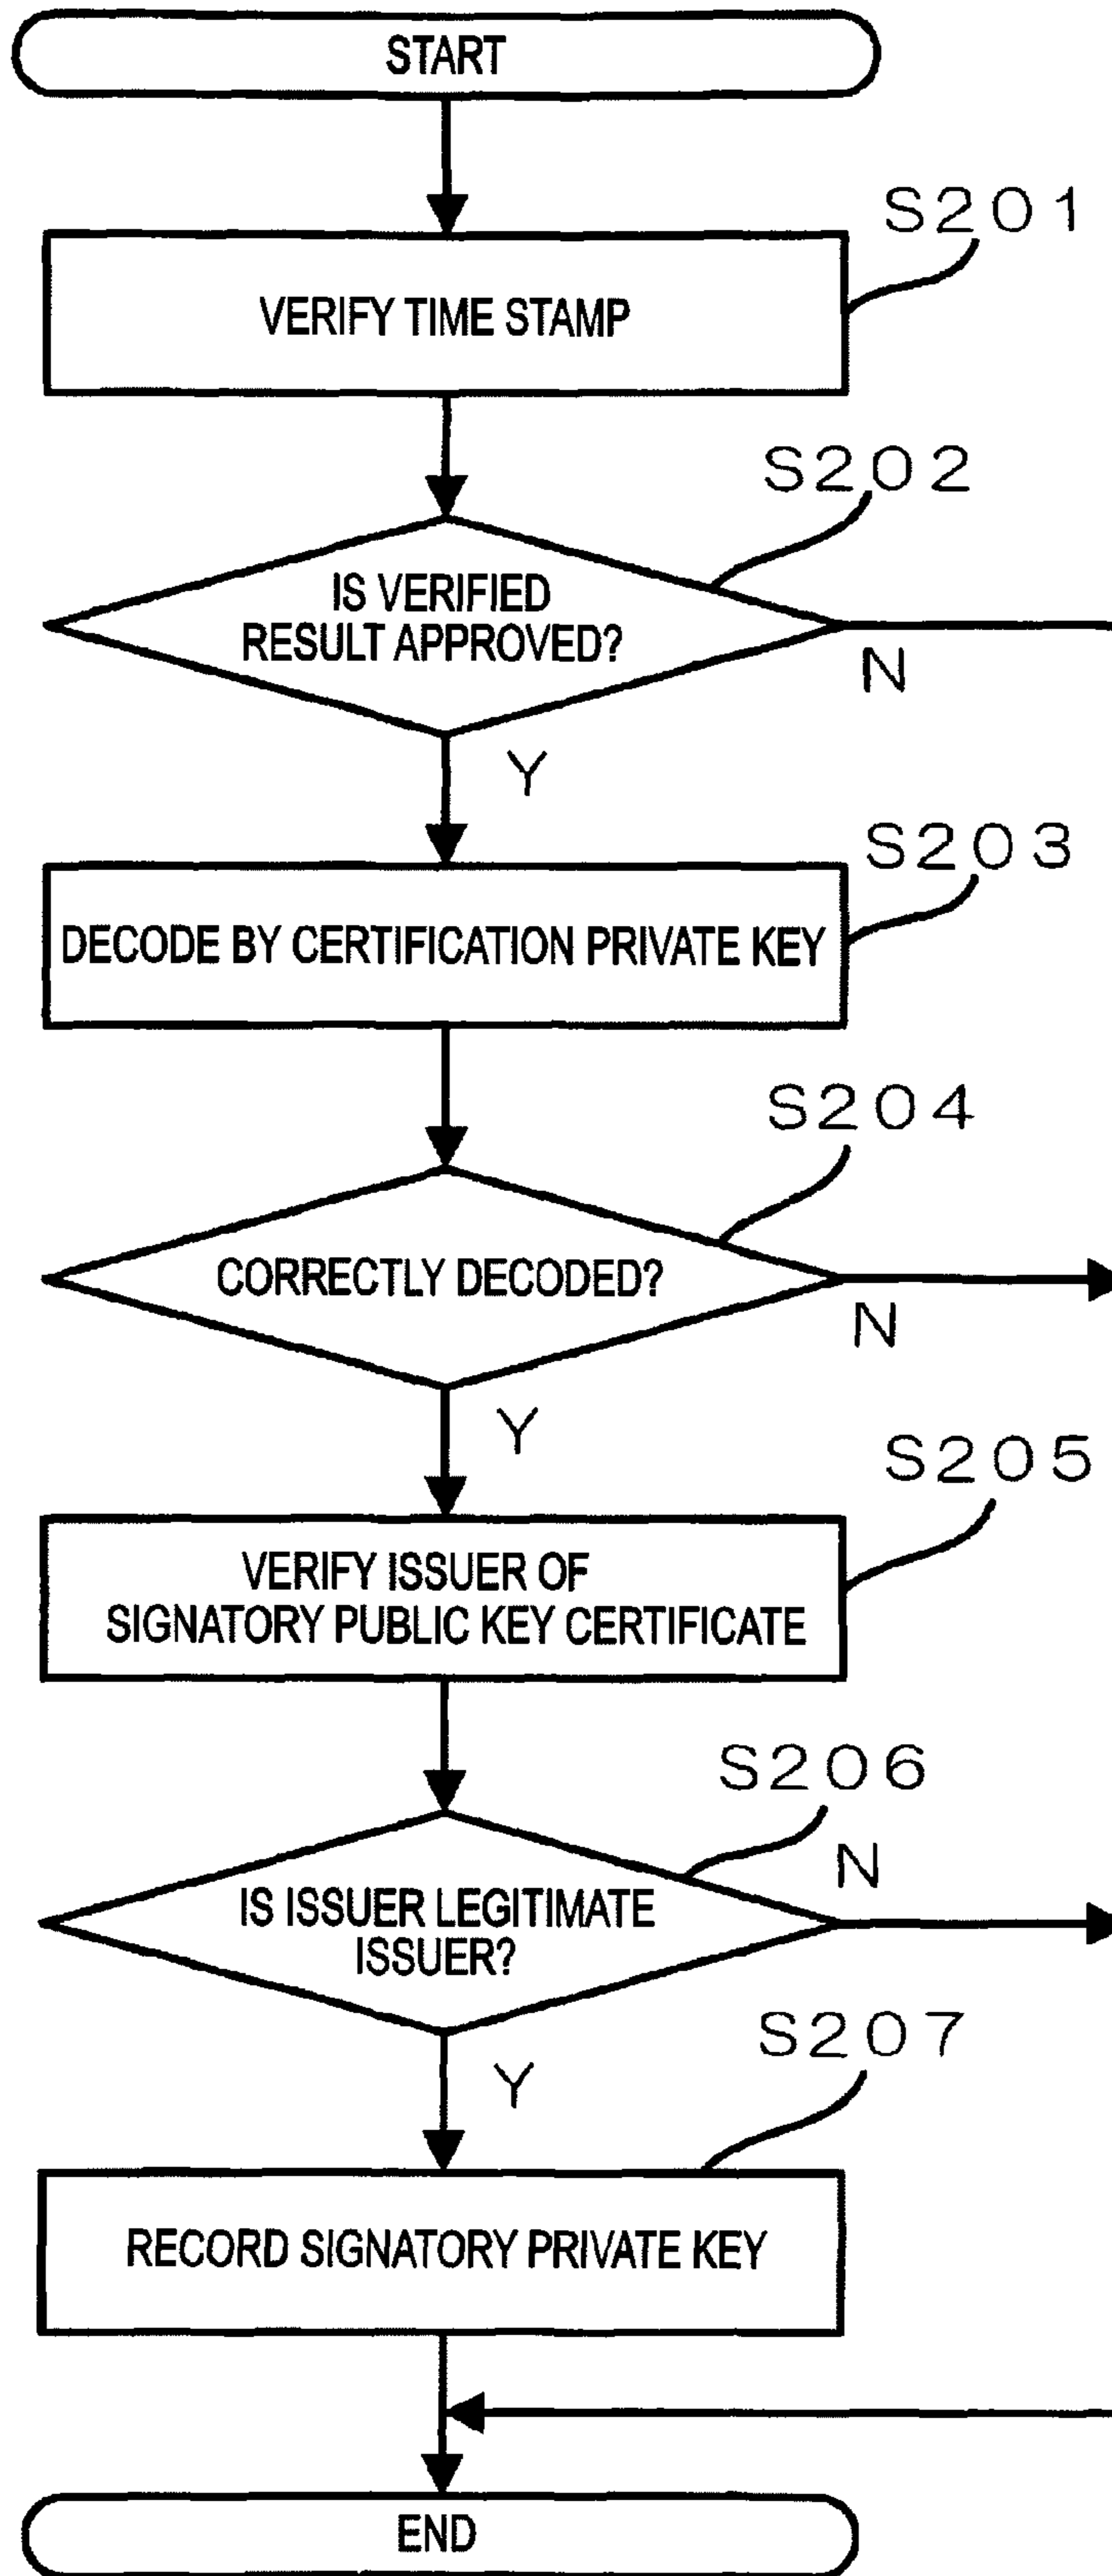 START
S201
VERIFY TIME STAMP
S202
IS VERIFIED
RESULT APPROVED?
N
Y
S203
DECODE BY CERTIFICATION PRIVATE KEY
S204
CORRECTLY DECODED?
N
Y
S205
VERIFY ISSUER OF
SIGNATORY PUBLIC KEY CERTIFICATE
S206
N
IS ISSUER LEGITIMATE
ISSUER?
S207
Y
RECORD SIGNATORY PRIVATE KEY
END